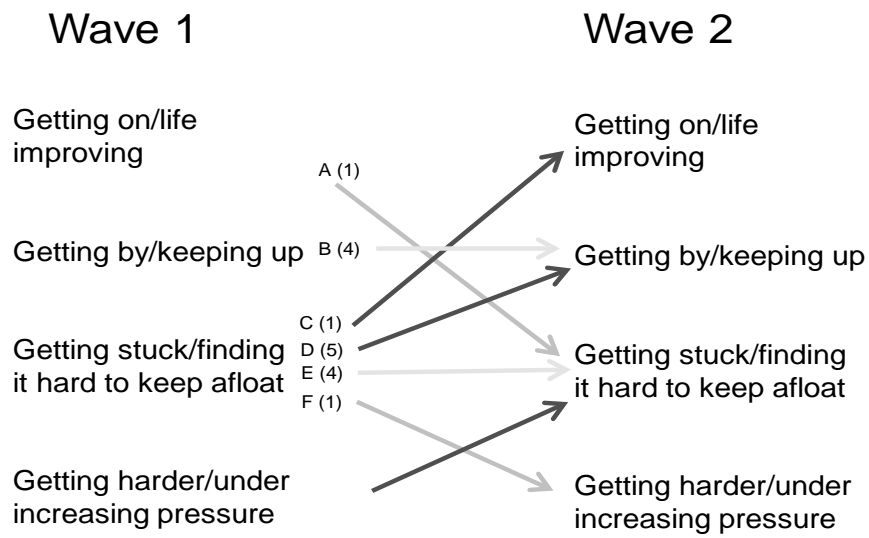 Wave 1
Wave 2
Getting on/life
improving
Getting on/life
improving
A (1)
Getting by/keeping up
B (4)
Getting by/keeping up
C (1)
Getting stuck/finding
it hard to keep afloat
D (5)
E (4)
F (1)
Getting stuck/finding
it hard to keep afloat
Getting harder/under
increasing pressure
Getting harder/under
increasing pressure